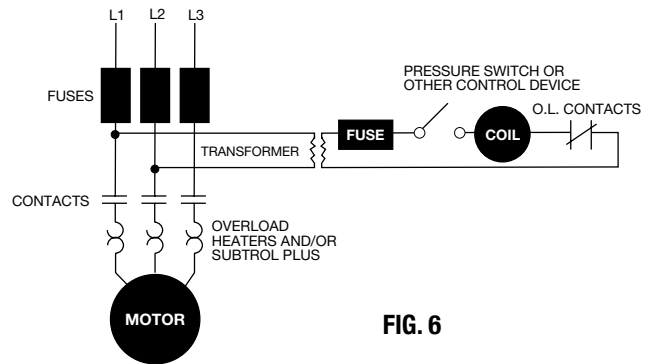 L1 L2 L3
FUSES
PRESSURE SWITCH OR
OTHER CONTROL DEVICE
O.L. CONTACTS
FUSE
COIL
TRANSFORMER
CONTACTS
OVERLOAD
HEATERS AND/OR
SUBTROL PLUS
MOTOR
FIG. 6